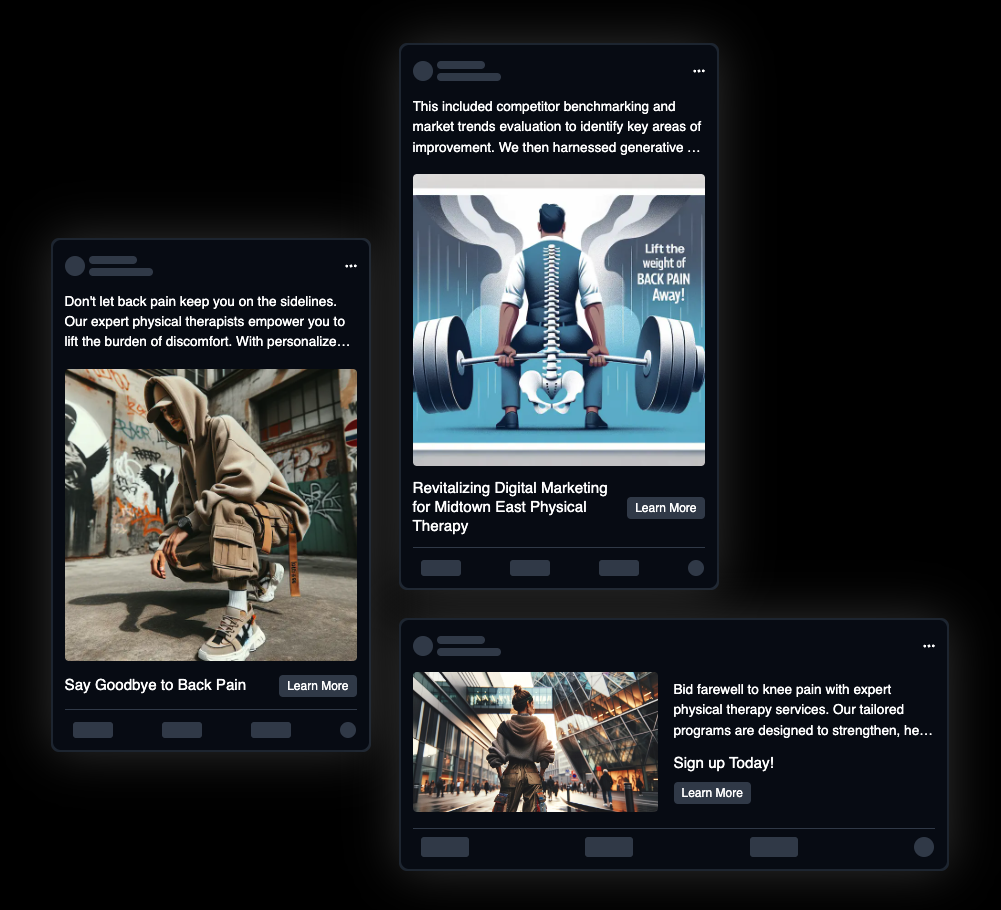 This included competitor benchmarking and
market trends evaluation to identify key areas of
improvement. We then harnessed generative ...
Lift the
weight of
BACK PAIN
Away!
Revitalizing Digital Marketing
for Midtown East Physical
Therapy
Learn More
Don't let back pain keep you on the sidelines.
Our expert physical therapists empower you to
lift the burden of discomfort. With personalize...
Say Goodbye to Back Pain
Learn More
Bid farewell to knee pain with expert
physical therapy services. Our tailored
programs are designed to strengthen, he...
Sign up Today!
Learn More